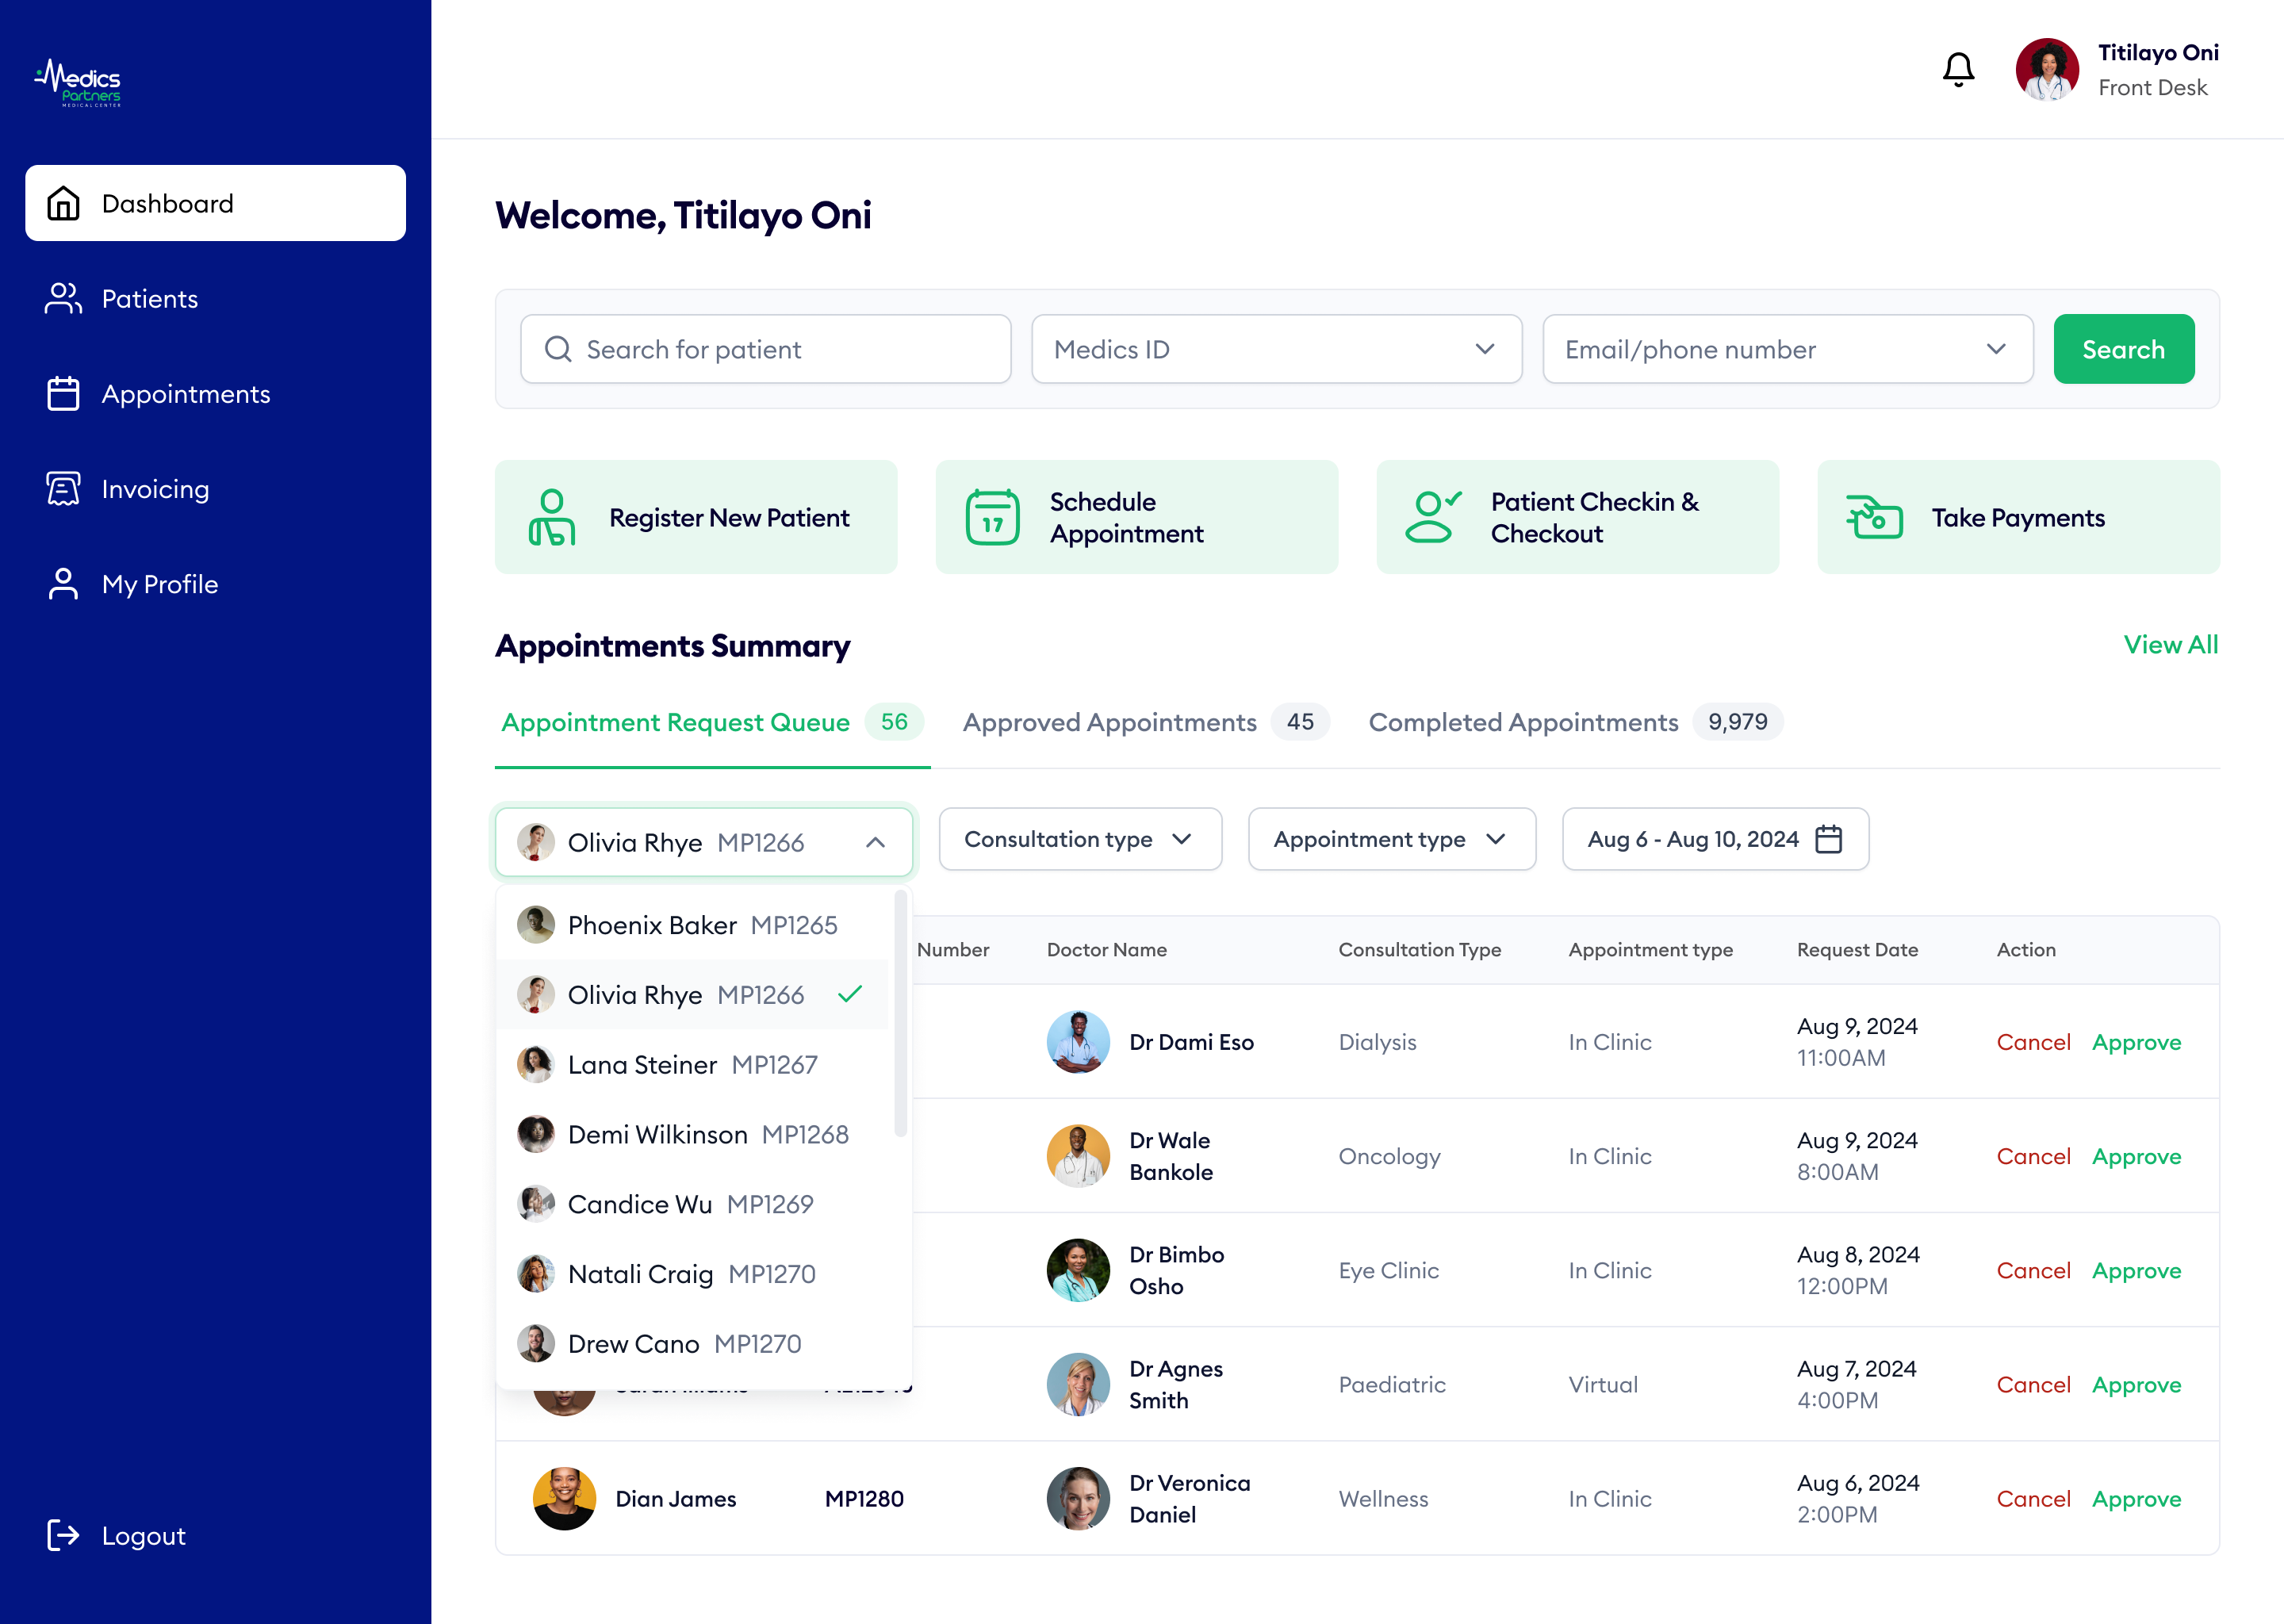 Medics
Partners
MEDICAL CENTER
Titilayo Oni
Front Desk
Dashboard
Patients
Appointments
Invoicing
My Profile
Logout
Welcome, Titilayo Oni
Search for patient
Medics ID
Email/phone number
Search
Register New Patient
Schedule
Appointment
17
Patient Checkin &
Checkout
Take Payments
Appointments Summary
View All
Appointment Request Queue 56
Approved Appointments 45
Completed Appointments 9,979
Olivia Rhye MP1266
Consultation type
Appointment type
Aug 6 - Aug 10, 2024
Phoenix Baker MP1265
Olivia Rhye MP1266
Lana Steiner MP1267
Demi Wilkinson MP1268
Candice Wu MP1269
Natali Craig MP1270
Drew Cano MP1270
Number
Doctor Name
Consultation Type
Appointment type
Request Date
Action
Dr Dami Eso
Dialysis
In Clinic
Aug 9, 2024
11:00AM
Cancel
Approve
Dr Wale
Bankole
Oncology
In Clinic
Aug 9, 2024
8:00AM
Cancel
Approve
Dr Bimbo
Osho
Eye Clinic
In Clinic
Aug 8, 2024
12:00PM
Cancel
Approve
Dr Agnes
Smith
Paediatric
Virtual
Aug 7, 2024
4:00PM
Cancel
Approve
Dian James
MP1280
Dr Veronica
Daniel
Wellness
In Clinic
Aug 6, 2024
2:00PM
Cancel
Approve